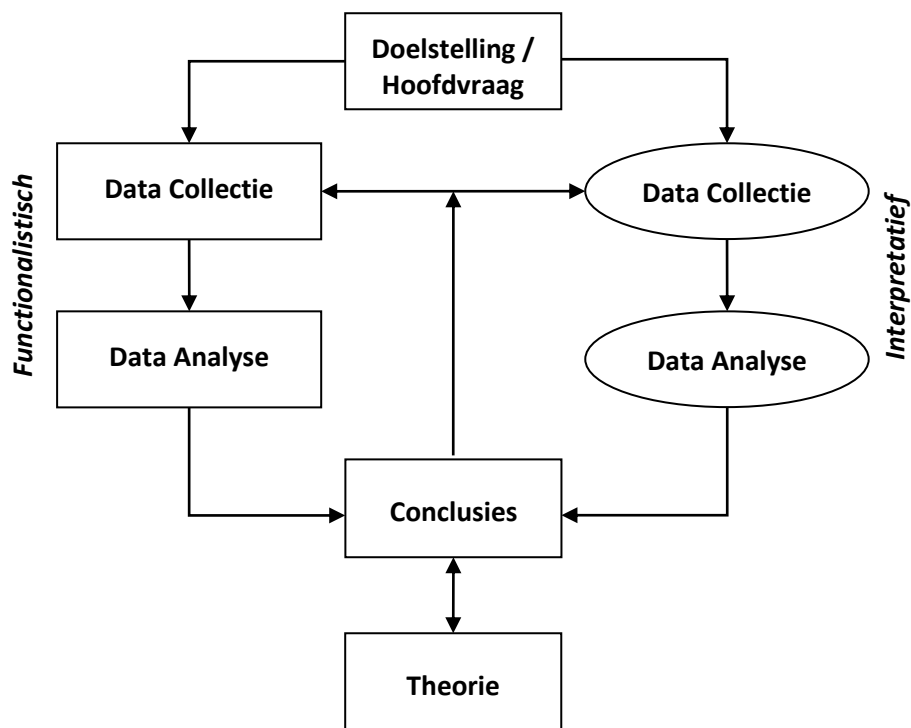 Doelstelling /
Hoofdvraag
Functionalistisch
Data Collectie
Data Collectie
Interpretatief
Data Analyse
Data Analyse
Conclusies
Theorie